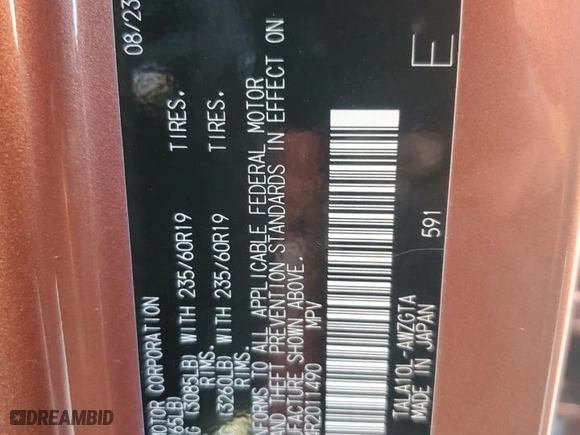 MOTOR CORPORATION 08/23
65LB)
G (3085LB) WITH 235/60R19 TIRES.
RIMS.
G (3260LB) WITH 235/60R19 TIRES.
RIMS.
NFORMS TO ALL APPLICABLE FEDERAL MOTOR
AND THEFT PREVENTION STANDARDS IN EFFECT ON
UFACTURE SHOWN ABOVE.
R2011490 MPV
E
591
TALA10L-AWZGTA
MADE IN JAPAN
DREAMBID